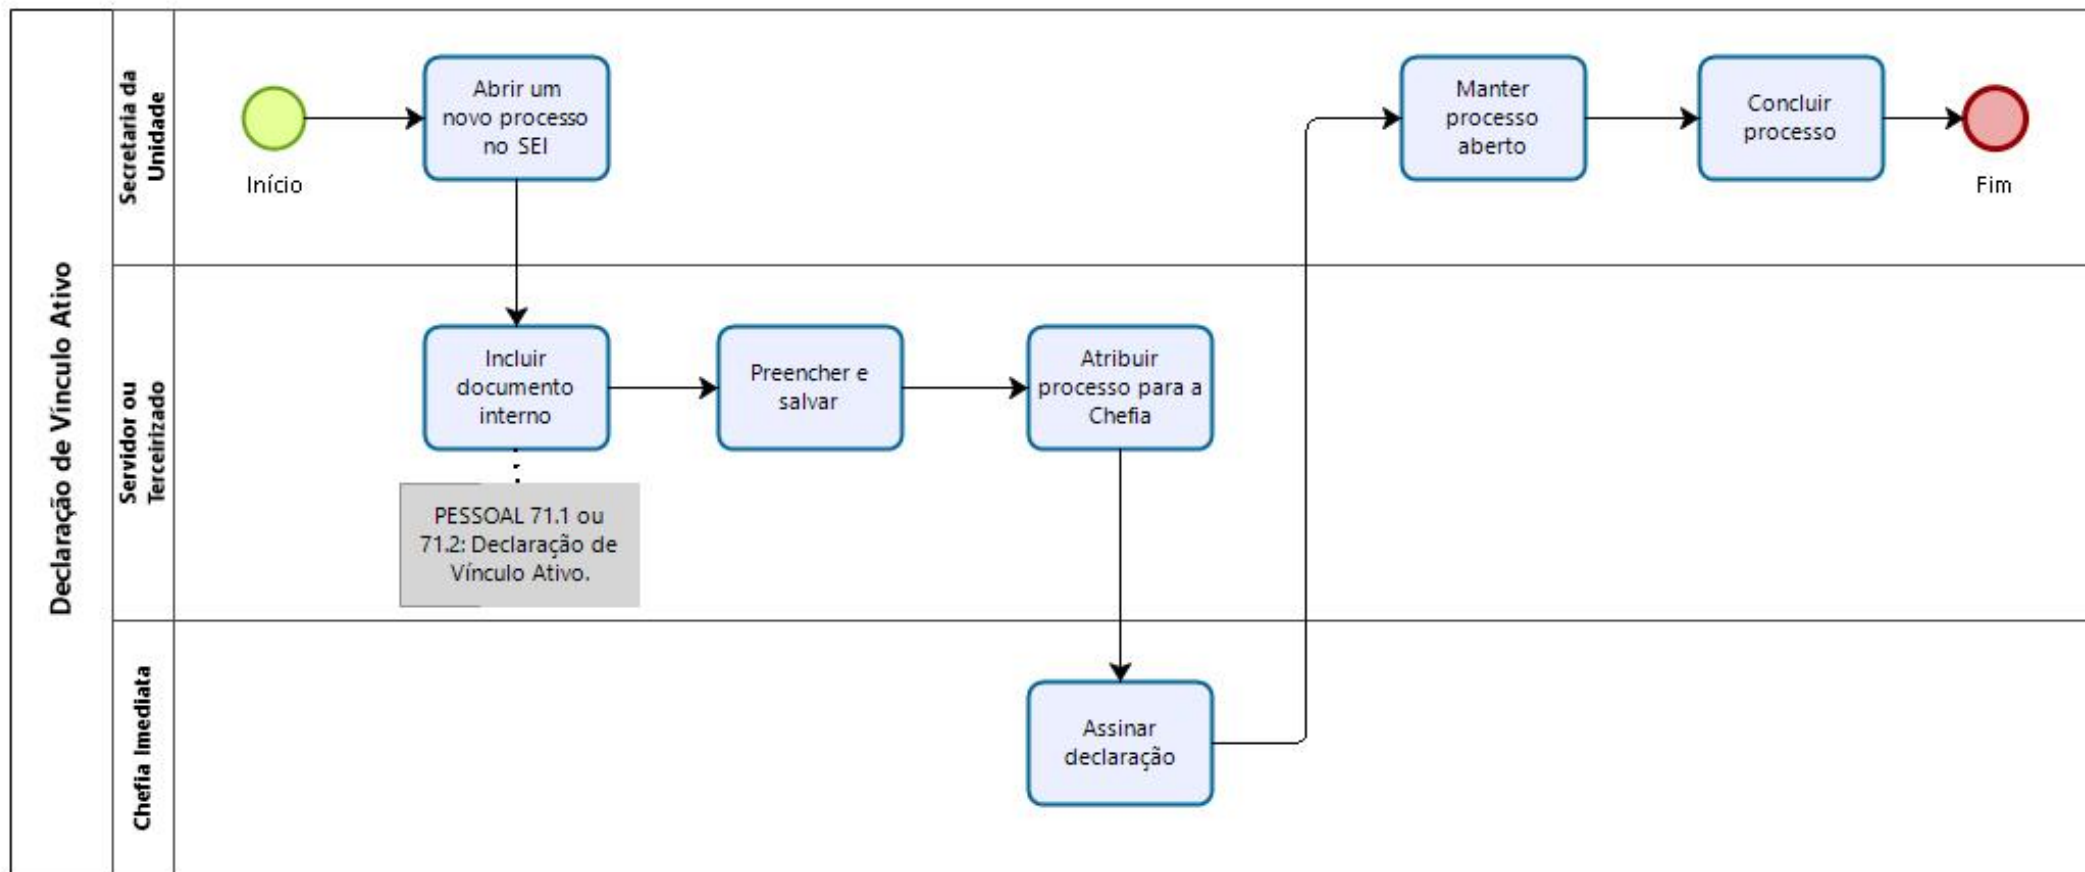 Declaração de Vínculo Ativo
Secretaria da
Unidade
Início
Abrir um
novo processo
no SEI
Manter
processo
aberto
Concluir
processo
Fim
Servidor ou
Terceirizado
Incluir
documento
interno
PESSOAL 71.1 ou
71.2: Declaração de
Vínculo Ativo.
Preencher e
salvar
Atribuir
processo para a
Chefia
Chefia Imediata
Assinar
declaração